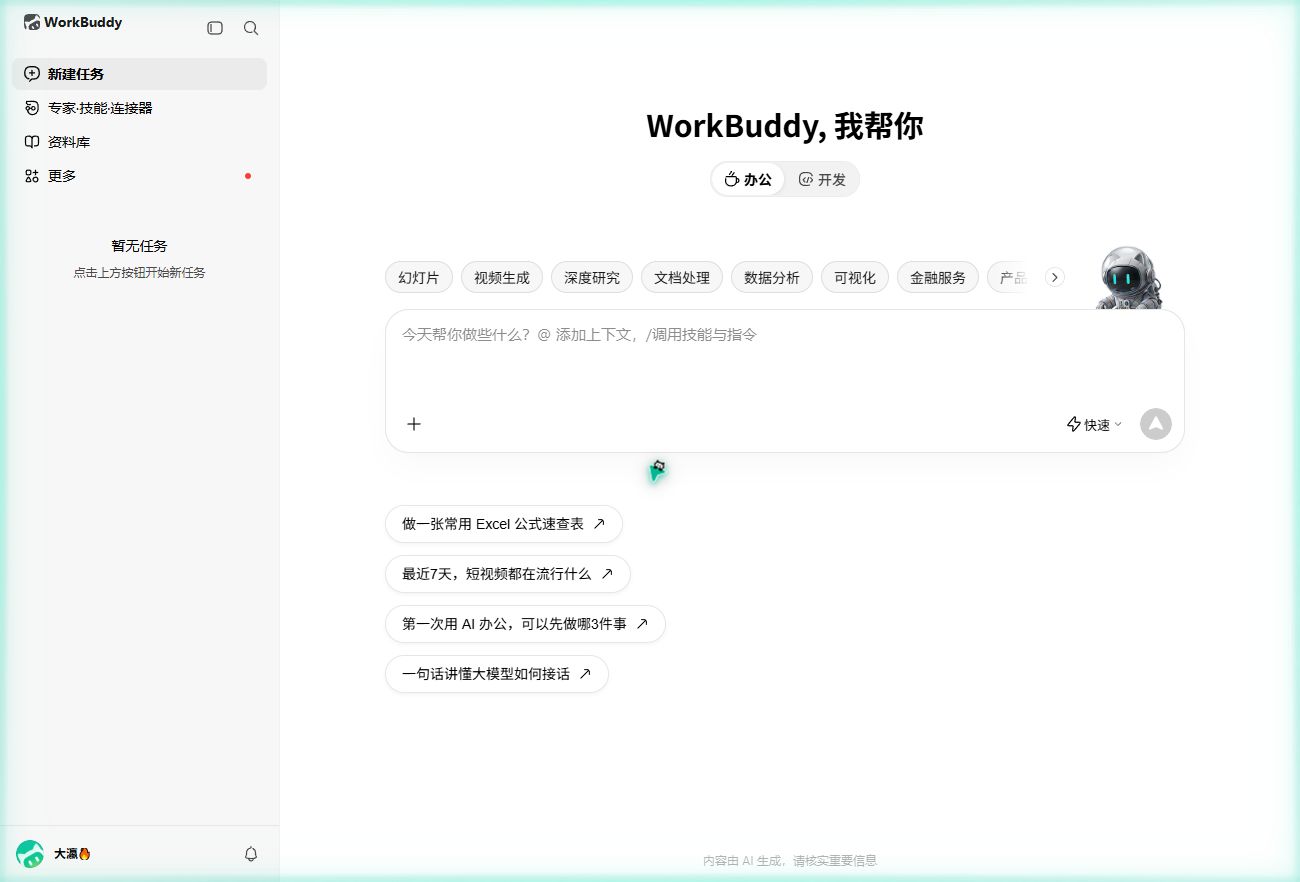 WorkBuddy
新建任务
专家·技能·连接器
资料库
更多
暂无任务
点击上方按钮开始新任务
大瀛🔥
WorkBuddy, 我帮你
办公 开发
幻灯片 视频生成 深度研究 文档处理 数据分析 可视化 金融服务 产品
今天帮你做些什么？@ 添加上下文，/调用技能与指令
快速
做一张常用 Excel 公式速查表
最近7天，短视频都在流行什么
第一次用 AI 办公，可以先做哪3件事
一句话讲懂大模型如何接话
内容由 AI 生成，请核实重要信息